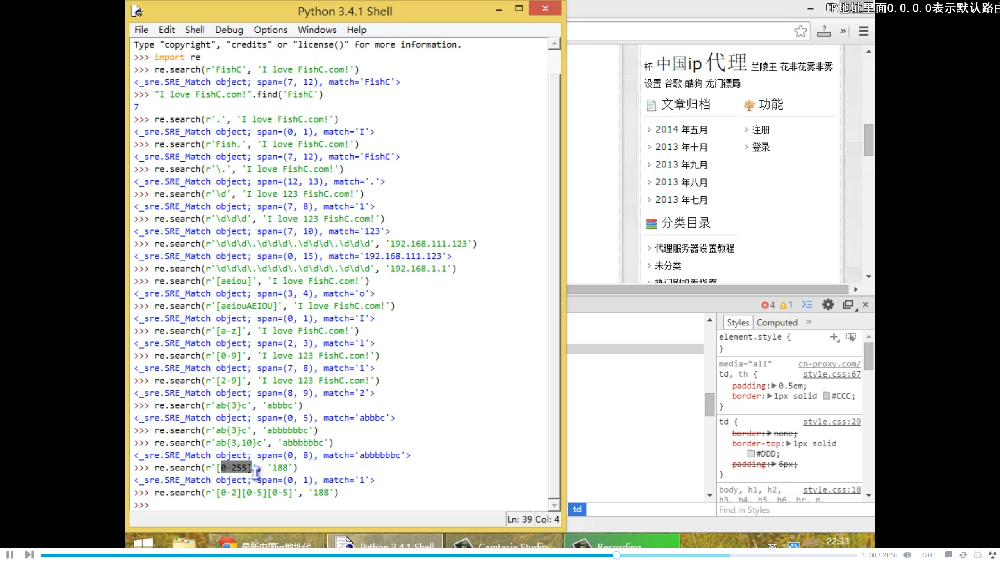 Python 3.4.1 Shell
IP地址里面0.0.0.0表示默认路由
File Edit Shell Debug Options Windows Help
Type "copyright", "credits" or "license()" for more information.
>>> import re
>>> re.search(r'FishC', 'I love FishC.com!')
<_sre.SRE_Match object; span=(7, 12), match='FishC'>
>>> "I love FishC.com!".find('FishC')
7
>>> re.search(r'.', 'I love FishC.com!')
<_sre.SRE_Match object; span=(0, 1), match='I'>
>>> re.search(r'Fish.', 'I love FishC.com!')
<_sre.SRE_Match object; span=(7, 12), match='FishC'>
>>> re.search(r'\.', 'I love FishC.com!')
<_sre.SRE_Match object; span=(12, 13), match='.'>
>>> re.search(r'\d', 'I love 123 FishC.com!')
<_sre.SRE_Match object; span=(7, 8), match='1'>
>>> re.search(r'\d\d\d', 'I love 123 FishC.com!')
<_sre.SRE_Match object; span=(7, 10), match='123'>
>>> re.search(r'\d\d\d\.\d\d\d\.\d\d\d\.\d\d\d', '192.168.111.123')
<_sre.SRE_Match object; span=(0, 15), match='192.168.111.123'>
>>> re.search(r'\d\d\d\.\d\d\d\.\d\d\d\.\d\d\d', '192.168.1.1')
>>> re.search(r'[aeiou]', 'I love FishC.com!')
<_sre.SRE_Match object; span=(3, 4), match='o'>
>>> re.search(r'[aeiouAEIOU]', 'I love FishC.com!')
<_sre.SRE_Match object; span=(0, 1), match='I'>
>>> re.search(r'[a-z]', 'I love FishC.com!')
<_sre.SRE_Match object; span=(2, 3), match='l'>
>>> re.search(r'[0-9]', 'I love 123 FishC.com!')
<_sre.SRE_Match object; span=(7, 8), match='1'>
>>> re.search(r'[2-9]', 'I love 123 FishC.com!')
<_sre.SRE_Match object; span=(8, 9), match='2'>
>>> re.search(r'ab{3}c', 'abbbc')
<_sre.SRE_Match object; span=(0, 5), match='abbbc'>
>>> re.search(r'ab{3}c', 'abbbbbbc')
>>> re.search(r'ab{3,10}c', 'abbbbbbc')
<_sre.SRE_Match object; span=(0, 8), match='abbbbbbc'>
>>> re.search(r'[0-255]', '188')
<_sre.SRE_Match object; span=(0, 1), match='1'>
>>> re.search(r'[0-2][0-5][0-5]', '188')
>>>
Ln: 39 Col: 4
杯 中国ip 代理 兰陵王 花非花雾非雾
设置 谷歌 酷狗 龙门镖局
文章归档
2014 年五月
2013 年十月
2013 年九月
2013 年八月
2013 年七月
功能
注册
登录
分类目录
代理服务器设置教程
未分类
热门剧观看指南
4 1
Styles Computed »
element.style {
}
media="all" cn-proxy.com/
td, th { style.css:67
padding: 0.5em;
border: 1px solid #CCC;
}
td { style.css:29
border: none;
border-top: 1px solid
#DDD;
padding: 6px;
}
body, h1, h2, style.css:18
h3, h4, h5, h6, hr, p,
td
Find in Styles
最新中国ip地址代 Python 3.4.1 Shell Camtasia Studio Recording 英 22:33
15:30 / 21:56 720P